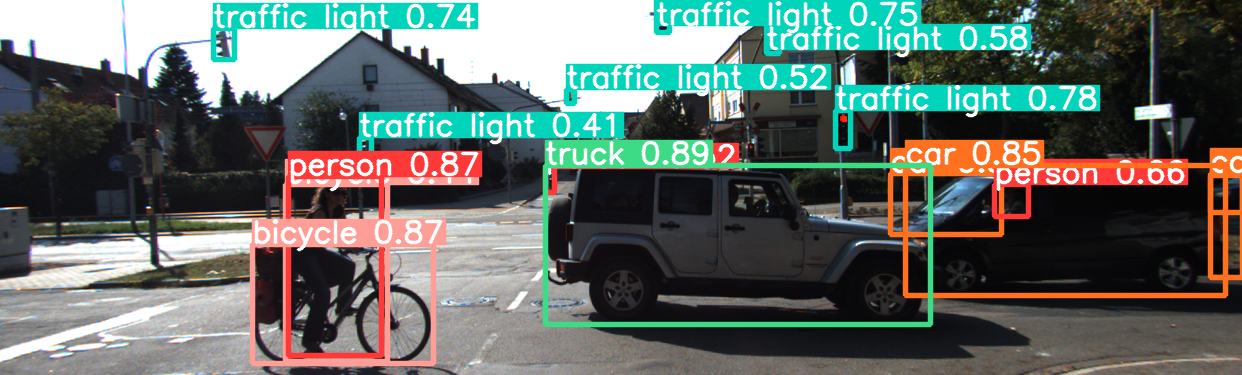 traffic light 0.74
traffic light 0.75
traffic light 0.58
traffic light 0.52
traffic light 0.78
traffic light 0.41
truck 0.89
2
car 0.85
person 0.87
person 0.66
bicycle 0.87